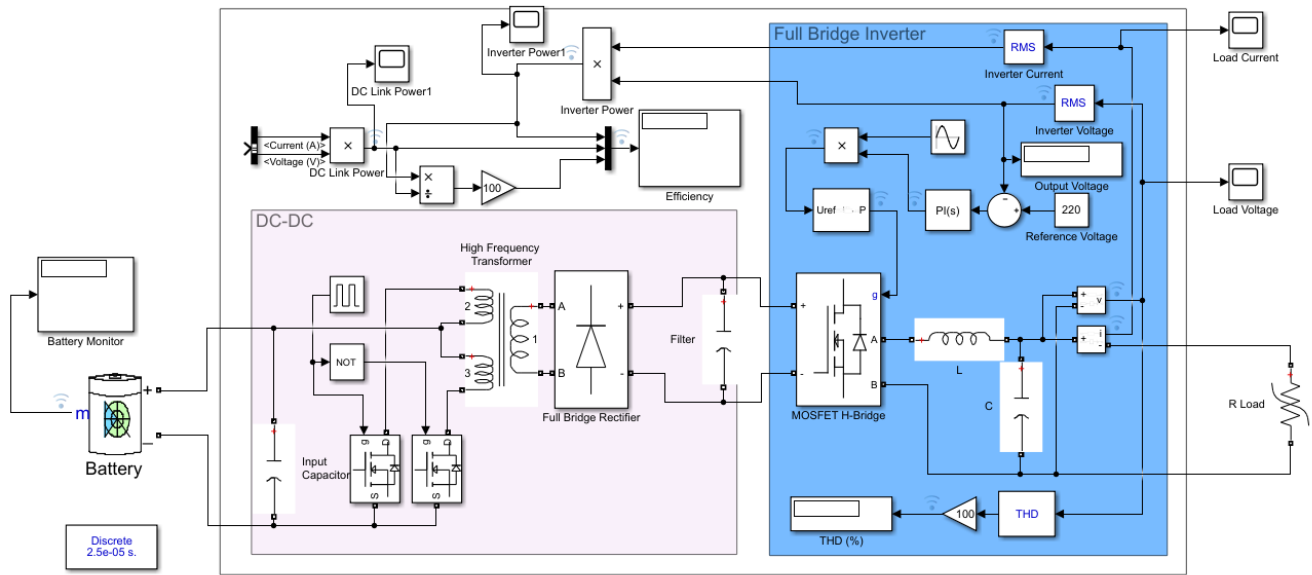 Inverter Power1
DC Link Power1
×
Inverter Power
<Current (A)>
<Voltage (V)>
×
DC Link Power
×
÷
100
Efficiency
Full Bridge Inverter
RMS
Inverter Current
RMS
Inverter Voltage
×
Output Voltage
Uref
P
PI(s)
−
+
220
Reference Voltage
Load Current
Load Voltage
DC-DC
High Frequency
Transformer
2
1
3
NOT
A
+
B
-
Full Bridge Rectifier
Filter
Input
Capacitor
g
D
S
g
D
S
Battery Monitor
m
+
−
Battery
Discrete
2.5e-05 s.
+
g
A
-
B
MOSFET H-Bridge
+
L
+
C
+
v
-
+
i
-
+
R Load
THD (%)
100
THD